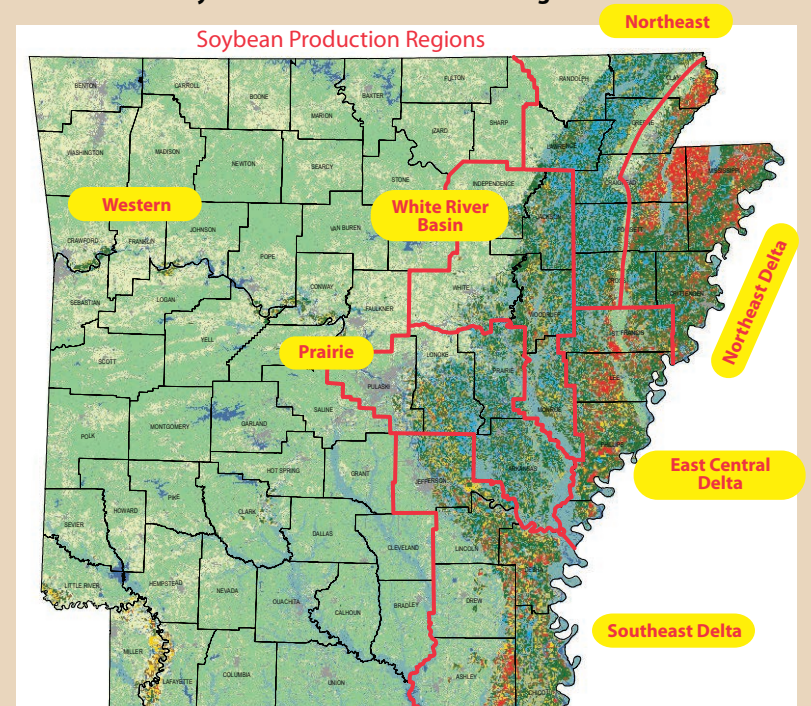 Northeast
Soybean Production Regions
BENTON
CARROLL
BOONE
MARION
BAXTER
FULTON
RANDOLPH
CLAY
IZARD
SHARP
GREENE
WASHINGTON
MADISON
NEWTON
SEARCY
STONE
INDEPENDENCE
LAWRENCE
CRAIGHEAD
MISSISSIPPI
Western
White River
Basin
JACKSON
POINSETT
CRAWFORD
FRANKLIN
JOHNSON
VAN BUREN
POPE
CONWAY
FAULKNER
WHITE
WOODRUFF
CROSS
CRITTENDEN
Northeast Delta
SEBASTIAN
LOGAN
YELL
Prairie
LONOKE
PRAIRIE
ST. FRANCIS
SCOTT
PULASKI
LEE
SALINE
MONROE
POLK
MONTGOMERY
GARLAND
PHILLIPS
HOT SPRING
GRANT
JEFFERSON
ARKANSAS
East Central
Delta
SEVIER
HOWARD
PIKE
CLARK
DALLAS
CLEVELAND
LINCOLN
LITTLE RIVER
HEMPSTEAD
NEVADA
OUACHITA
CALHOUN
BRADLEY
DREW
Southeast Delta
MILLER
LAFAYETTE
COLUMBIA
UNION
ASHLEY
CHICOT